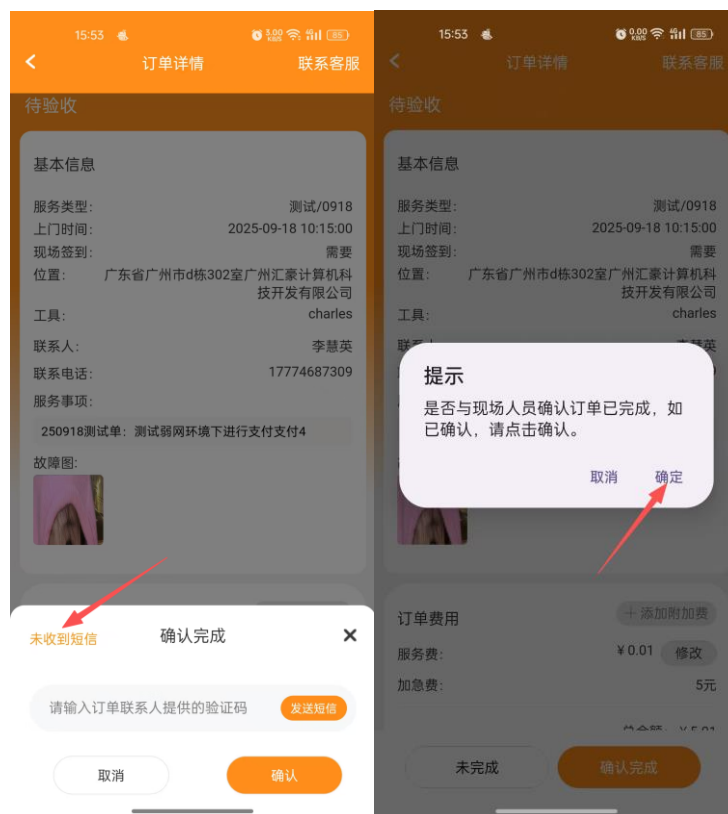 15:53
3.00 KB/S
85
订单详情
联系客服
待验收
基本信息
服务类型:
测试/0918
上门时间:
2025-09-18 10:15:00
现场签到:
需要
位置:
广东省广州市d栋302室广州汇豪计算机科
技开发有限公司
工具:
charles
联系人:
李慧英
联系电话:
17774687309
服务事项:
250918测试单：测试弱网环境下进行支付支付4
故障图:
未收到短信
确认完成
请输入订单联系人提供的验证码
发送短信
取消
确认
15:53
0.00 KB/S
85
订单详情
联系客服
待验收
基本信息
服务类型:
测试/0918
上门时间:
2025-09-18 10:15:00
现场签到:
需要
位置:
广东省广州市d栋302室广州汇豪计算机科
技开发有限公司
工具:
charles
提示
是否与现场人员确认订单已完成，如
已确认，请点击确认。
取消
确定
订单费用
＋添加附加费
服务费:
¥ 0.01
修改
加急费:
5元
未完成
确认完成